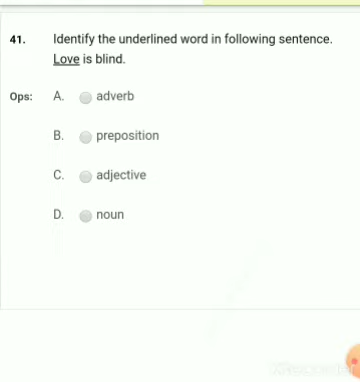 41. Identify the underlined word in following sentence.
Love is blind.
Ops: A. adverb
B. preposition
C. adjective
D. noun